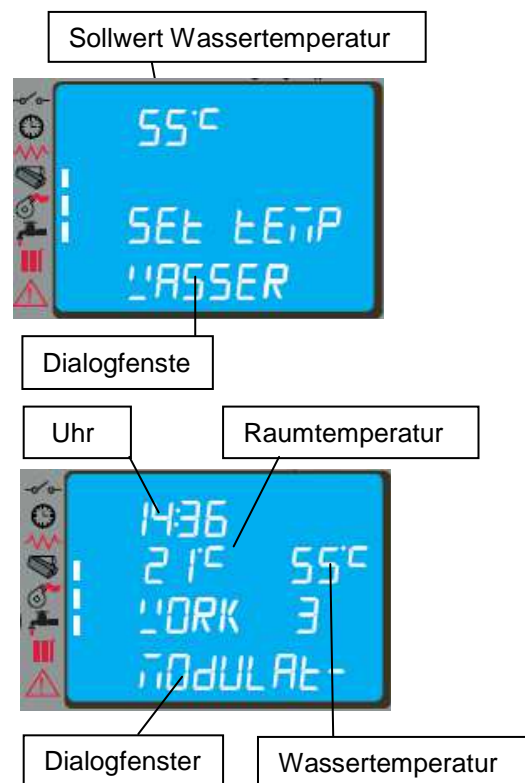 Sollwert Wassertemperatur
55°C
SEt tEMP
WASSER
Dialogfenste
Uhr
Raumtemperatur
14:36
21°C 55°C
WORK 3
MOdULAt-
Dialogfenster
Wassertemperatur